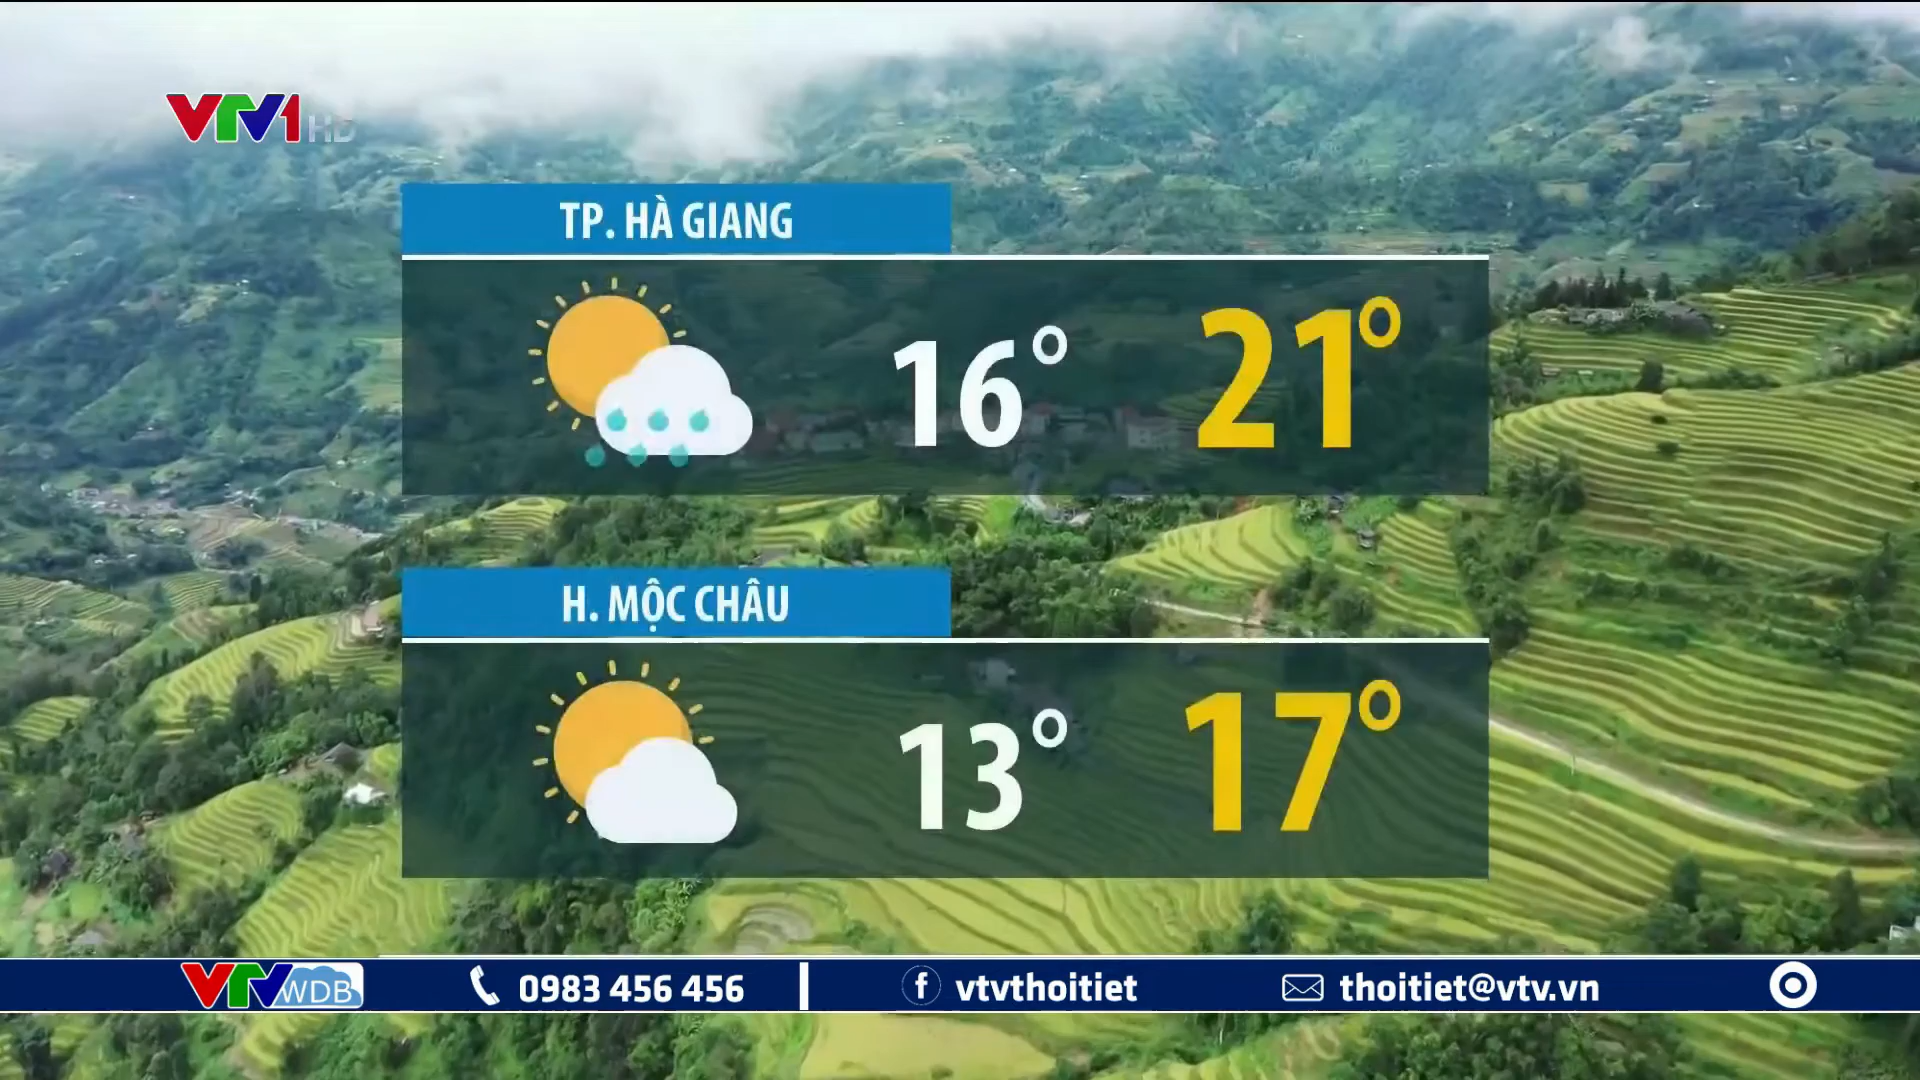 VTV1 HD
TP. HÀ GIANG
16° 21°
H. MỘC CHÂU
13° 17°
VTV WDB 0983 456 456 vtvthoitiet thoitiet@vtv.vn